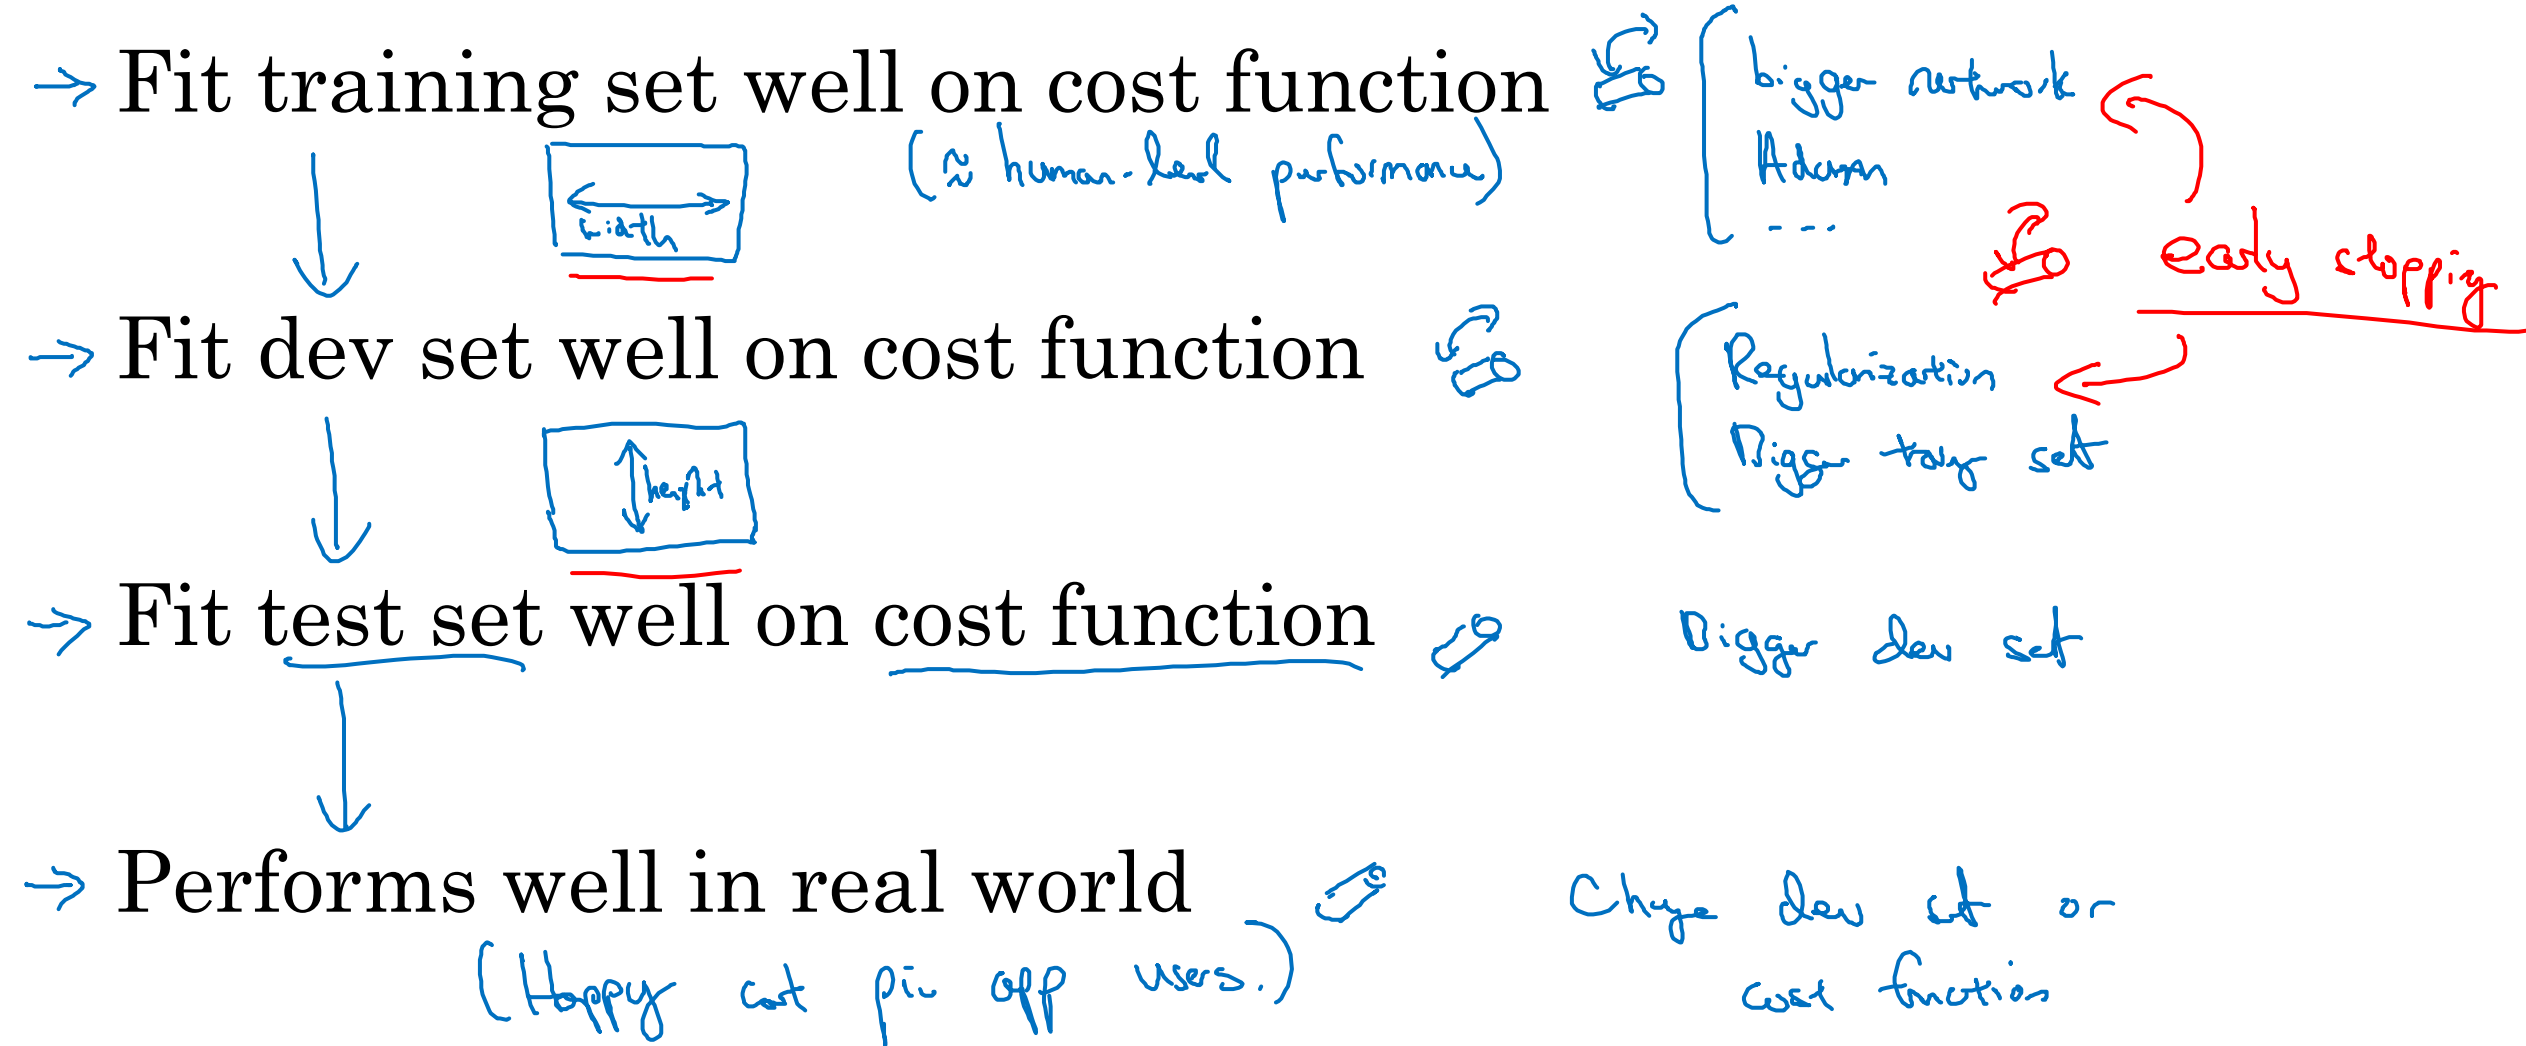 → Fit training set well on cost function
(≈ human-level performance)
bigger network
Adam
....
width
early stopping
→ Fit dev set well on cost function
Regularization
Bigger training set
height
→ Fit test set well on cost function
Bigger dev set
→ Performs well in real world
(Happy cat pic app users.)
Change dev set or
cost function